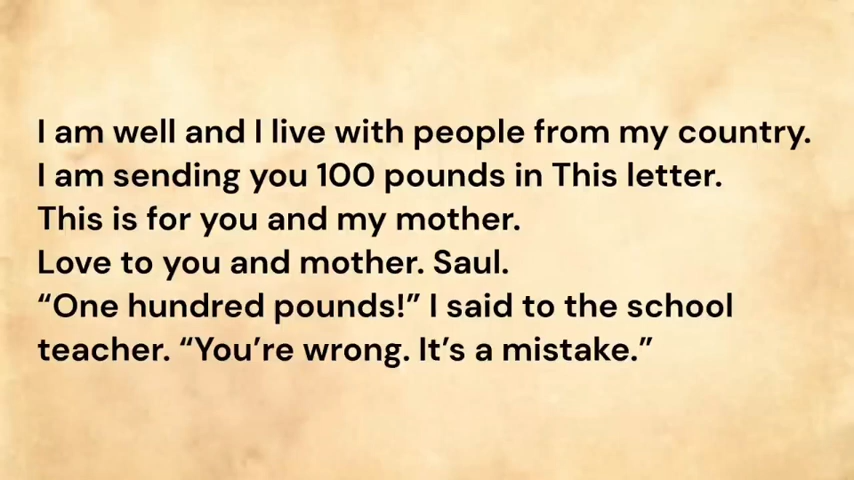 I am well and I live with people from my country.
I am sending you 100 pounds in This letter.
This is for you and my mother.
Love to you and mother. Saul.
“One hundred pounds!” I said to the school
teacher. “You’re wrong. It’s a mistake.”